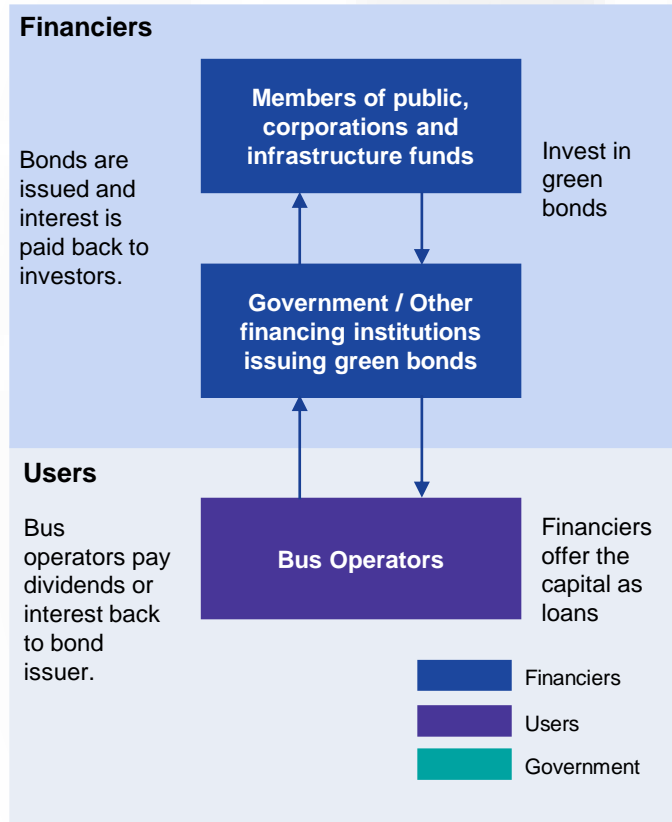 Financiers
Members of public,
corporations and
infrastructure funds
Bonds are
issued and
interest is
paid back to
investors.
Invest in
green
bonds
Government / Other
financing institutions
issuing green bonds
Users
Bus
operators pay
dividends or
interest back
to bond
issuer.
Bus Operators
Financiers
offer the
capital as
loans
Financiers
Users
Government